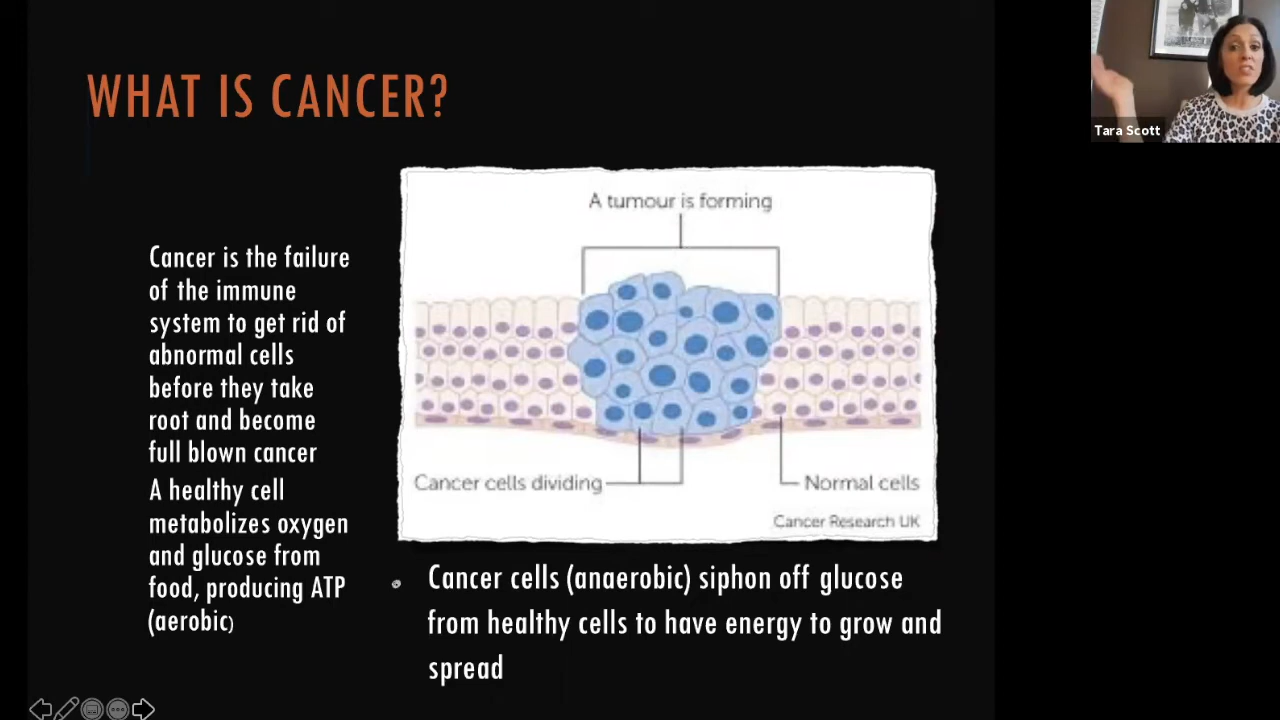 WHAT IS CANCER?
Tara Scott
Cancer is the failure
of the immune
system to get rid of
abnormal cells
before they take
root and become
full blown cancer
A healthy cell
metabolizes oxygen
and glucose from
food, producing ATP
(aerobic)
A tumour is forming
Cancer cells dividing
Normal cells
Cancer Research UK
Cancer cells (anaerobic) siphon off glucose
from healthy cells to have energy to grow and
spread